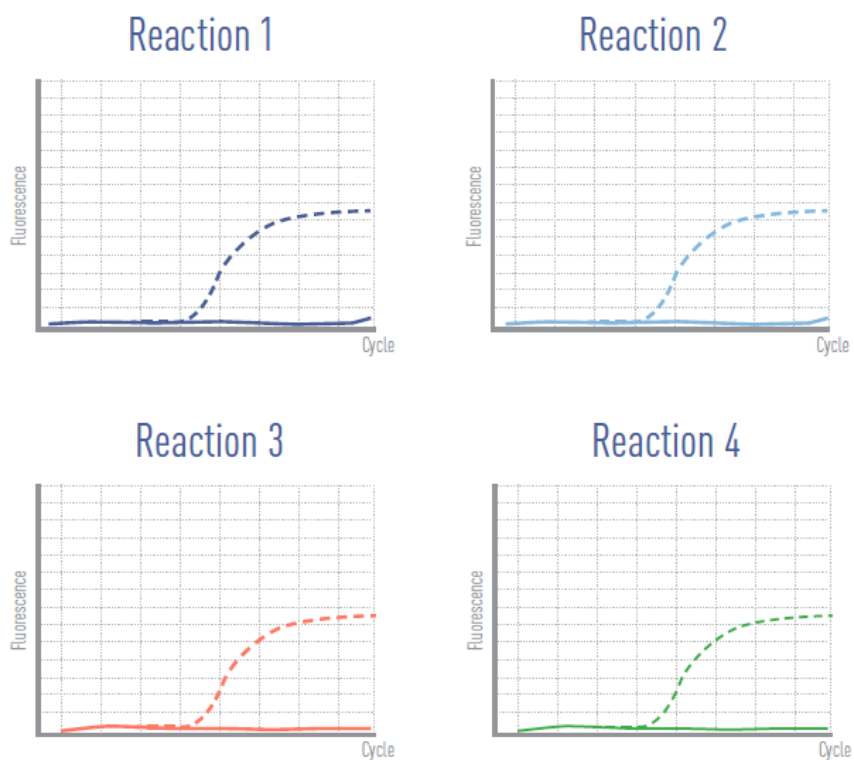 Reaction 1
Fluorescence
Cycle
Reaction 2
Fluorescence
Cycle
Reaction 3
Fluorescence
Cycle
Reaction 4
Fluorescence
Cycle